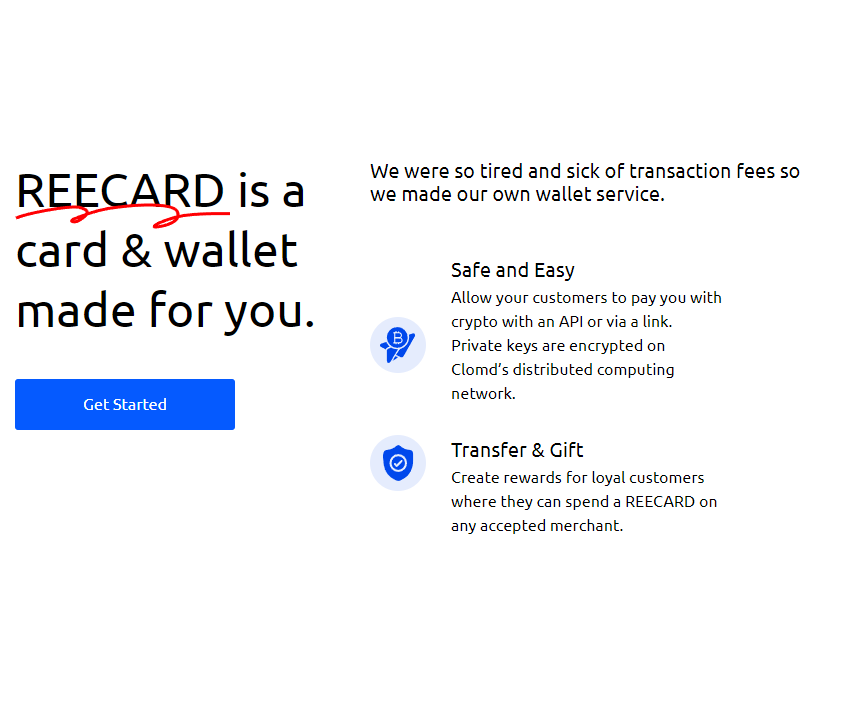 REECARD is a
card & wallet
made for you.
Get Started
We were so tired and sick of transaction fees so
we made our own wallet service.
Safe and Easy
Allow your customers to pay you with
crypto with an API or via a link.
Private keys are encrypted on
Clomd’s distributed computing
network.
Transfer & Gift
Create rewards for loyal customers
where they can spend a REECARD on
any accepted merchant.